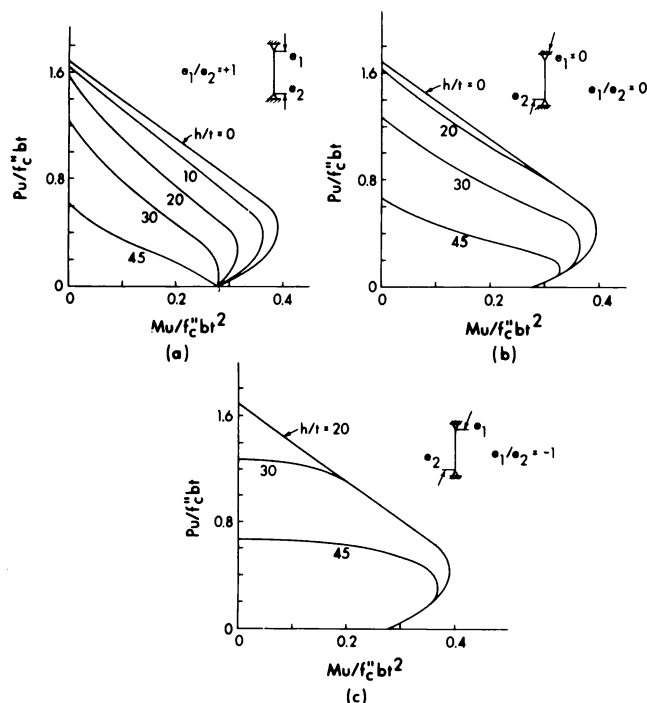 e1/e2=+1
e1
e2
h/t=0
10
20
30
45
1.6
0.8
0
0 0.2 0.4
Pu/f''c bt
Mu/f''c bt2
(a)
e1=0
e2
e1/e2=0
h/t=0
20
30
45
1.6
0.8
0
0 0.2 0.4
Pu/f''c bt
Mu/f''c bt2
(b)
e1
e2
e1/e2=-1
h/t=20
30
45
1.6
0.8
0
0 0.2 0.4
Pu/f''c bt
Mu/f''c bt2
(c)